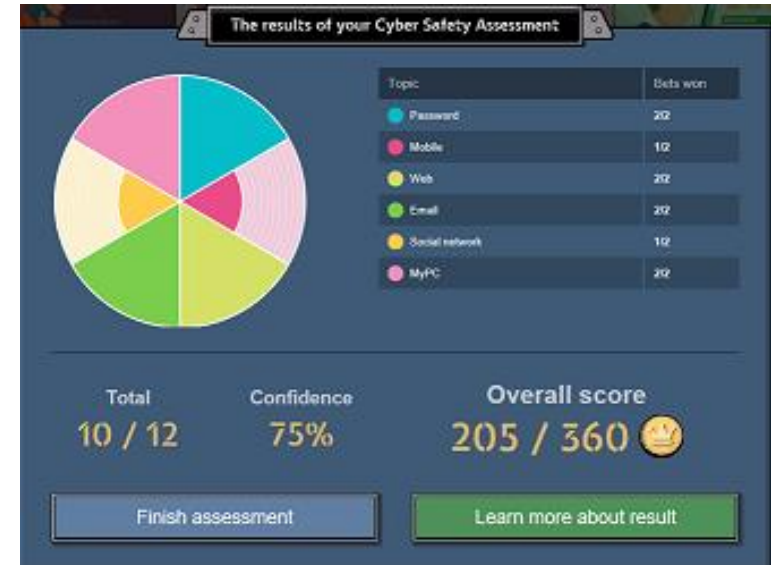 The results of your Cyber Safety Assessment
Topic Bets won
Password 2/2
Mobile 1/2
Web 2/2
Email 2/2
Social network 1/2
MyPC 2/2
Total Confidence Overall score
10 / 12 75% 205 / 360
Finish assessment Learn more about result